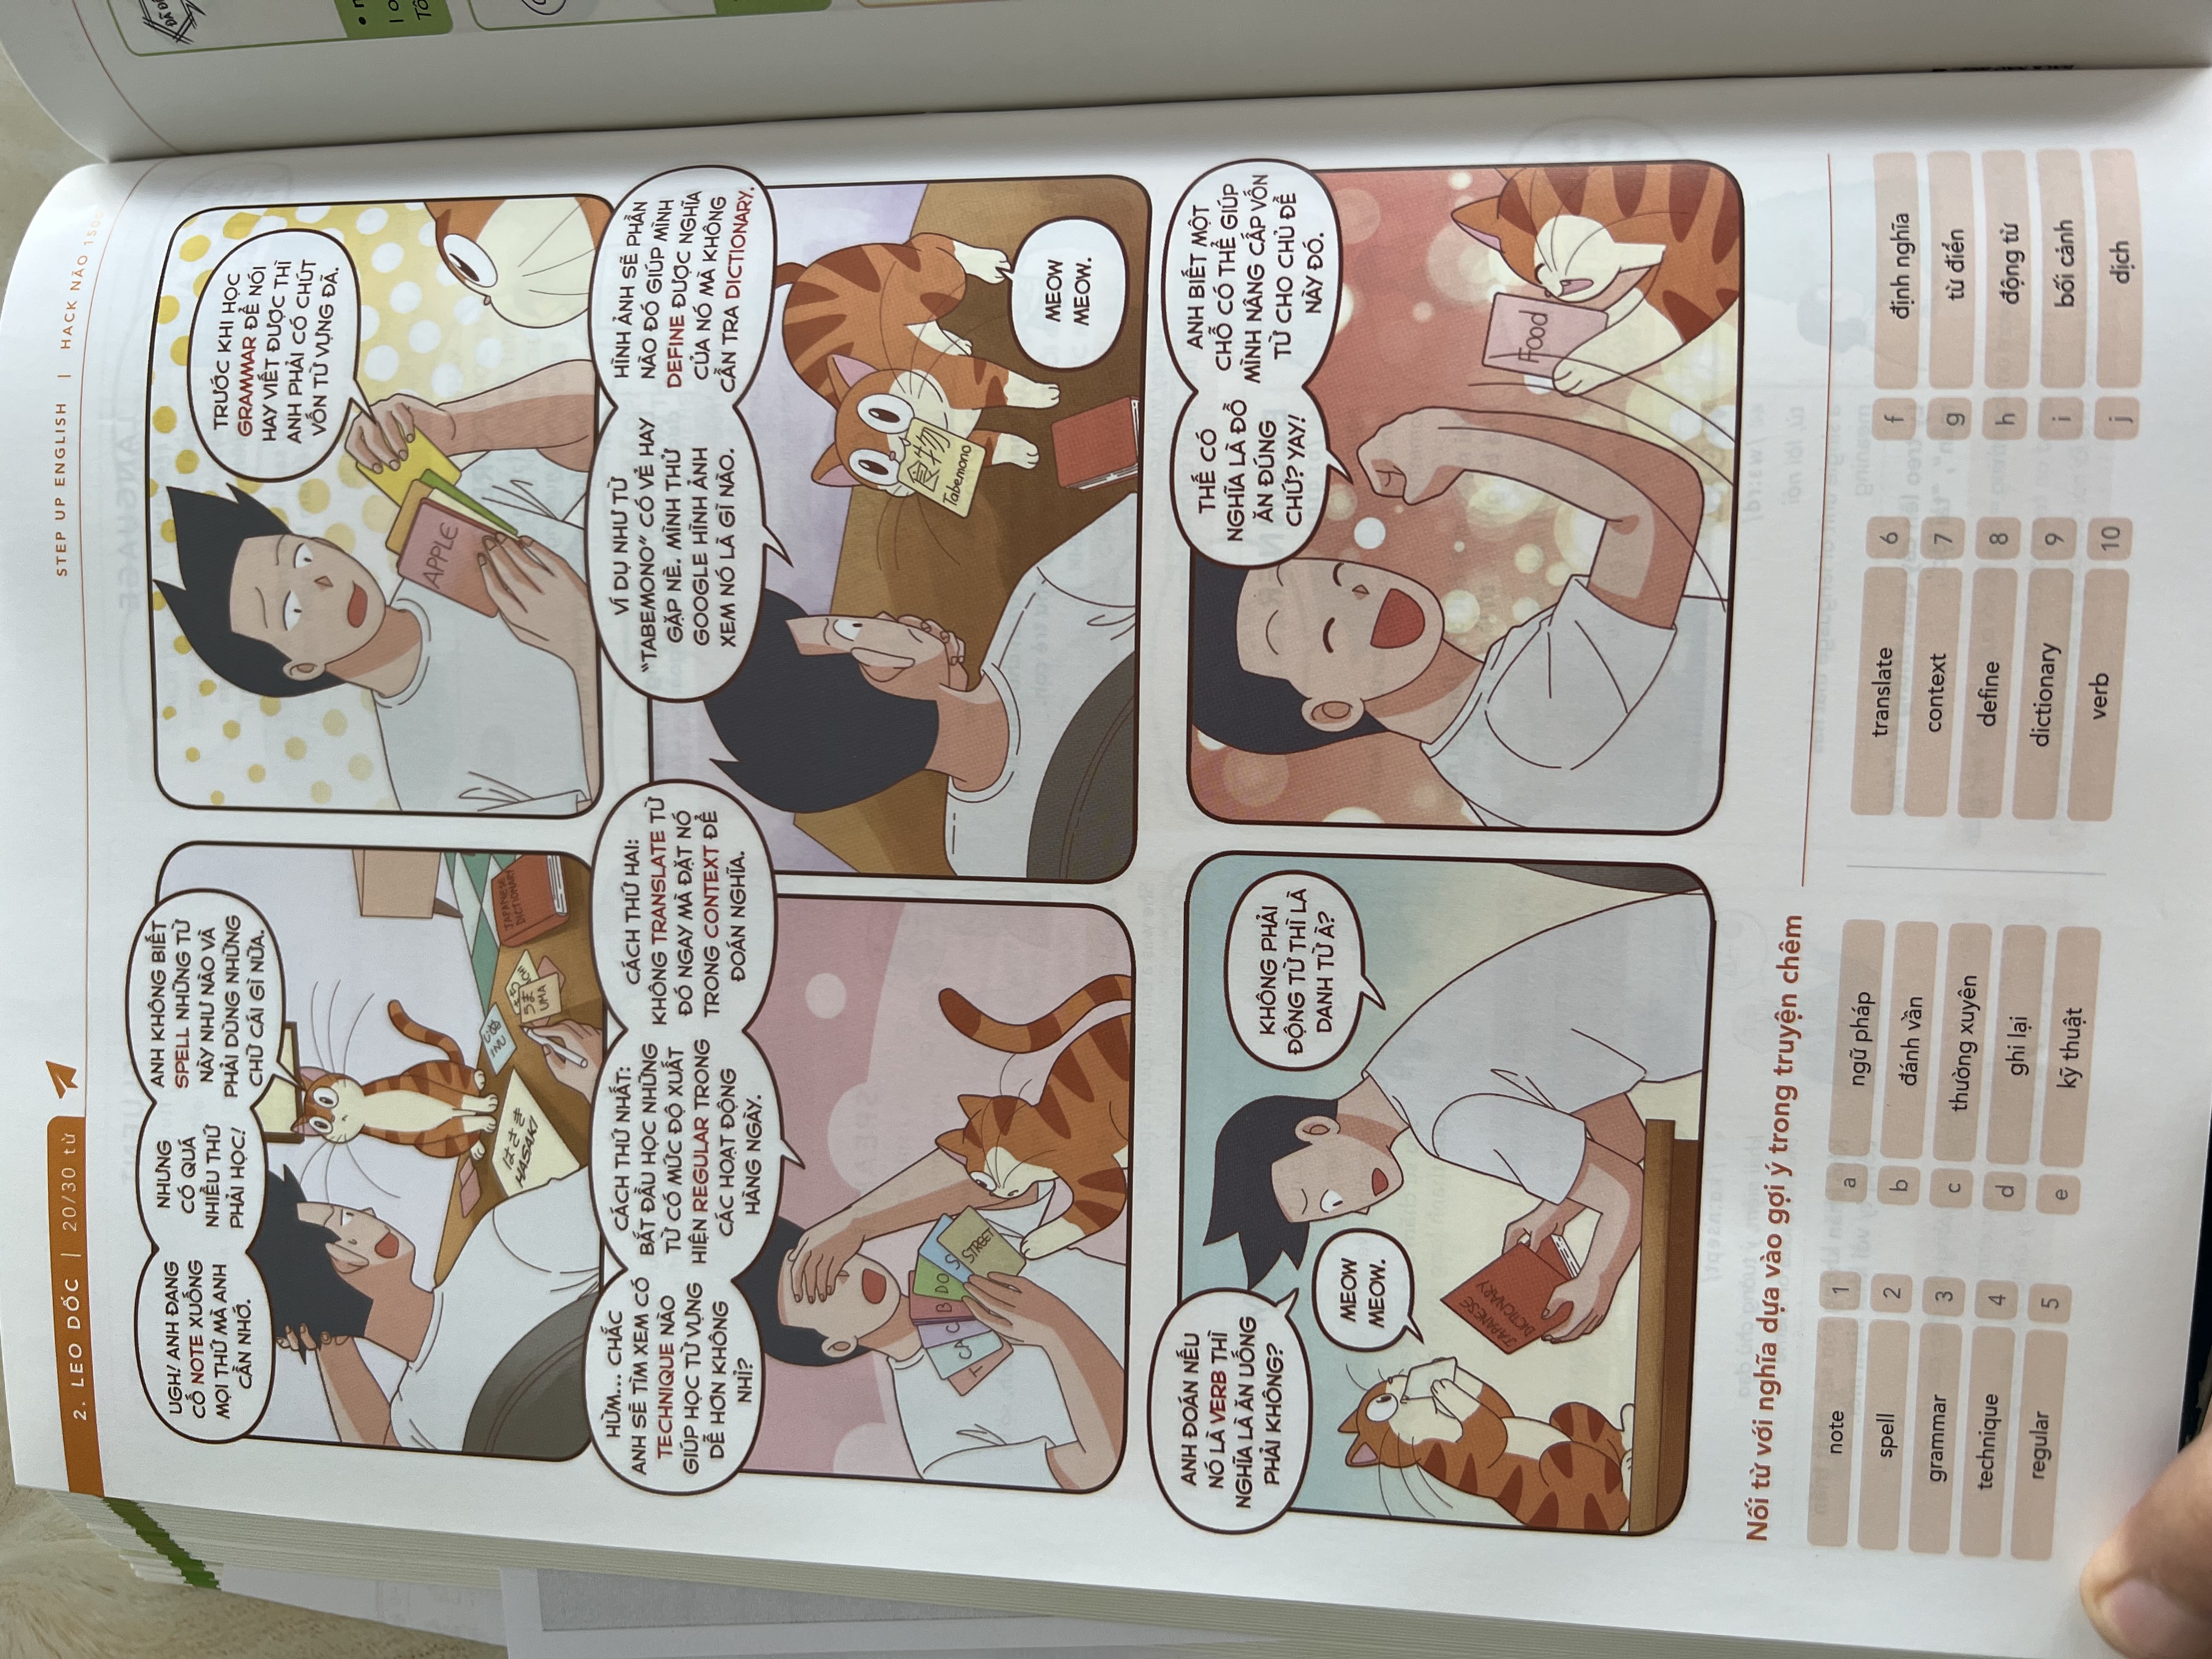 2. LEO DỐC | 20/30 từ
STEP UP ENGLISH | HACK NÃO
UGH! ANH ĐANG
CỐ NOTE XUỐNG
MỌI THỨ MÀ ANH
CẦN NHỚ.
NHƯNG
CÓ QUÁ
NHIỀU THỨ
PHẢI HỌC!
ANH KHÔNG BIẾT
SPELL NHỮNG TỪ
NÀY NHƯ NÀO VÀ
PHẢI DÙNG NHỮNG
CHỮ CÁI GÌ NỮA.
はさき
HASAKI
いぬ
INU
うま
UMA
JAPANESE
DICTIONARY
TRƯỚC KHI HỌC
GRAMMAR ĐỂ NÓI
HAY VIẾT ĐƯỢC THÌ
ANH PHẢI CÓ CHÚT
VỐN TỪ VỰNG ĐÃ.
APPLE
HỪM... CHẮC
ANH SẼ TÌM XEM CÓ
TECHNIQUE NÀO
GIÚP HỌC TỪ VỰNG
DỄ HƠN KHÔNG
NHỈ?
CÁCH THỨ NHẤT:
BẮT ĐẦU HỌC NHỮNG
TỪ CÓ MỨC ĐỘ XUẤT
HIỆN REGULAR TRONG
CÁC HOẠT ĐỘNG
HÀNG NGÀY.
CÁCH THỨ HAI:
KHÔNG TRANSLATE TỪ
ĐÓ NGAY MÀ ĐẶT NÓ
TRONG CONTEXT ĐỂ
ĐOÁN NGHĨA.
T CA C B DO S STREET
VÍ DỤ NHƯ TỪ
“TABEMONO” CÓ VẺ HAY
GẶP NÈ. MÌNH THỬ
GOOGLE HÌNH ẢNH
XEM NÓ LÀ GÌ NÀO.
HÌNH ẢNH SẼ PHẦN
NÀO ĐÓ GIÚP MÌNH
DEFINE ĐƯỢC NGHĨA
CỦA NÓ MÀ KHÔNG
CẦN TRA DICTIONARY.
食物
Tabemono
MEOW
MEOW.
ANH ĐOÁN NẾU
NÓ LÀ VERB THÌ
NGHĨA LÀ ĂN UỐNG
PHẢI KHÔNG?
MEOW
MEOW.
KHÔNG PHẢI
ĐỘNG TỪ THÌ LÀ
DANH TỪ À?
JAPANESE
DICTIONARY
THẾ CÓ
NGHĨA LÀ ĐỒ
ĂN ĐÚNG
CHỨ? YAY!
ANH BIẾT MỘT
CHỖ CÓ THỂ GIÚP
MÌNH NÂNG CẤP VỐN
TỪ CHO CHỦ ĐỀ
NÀY ĐÓ.
Food
Nối từ với nghĩa dựa vào gợi ý trong truyện chêm
note 1 a ngữ pháp
spell 2 b đánh vần
grammar 3 c thường xuyên
technique 4 d ghi lại
regular 5 e kỹ thuật
translate 6 f định nghĩa
context 7 g từ điển
define 8 h động từ
dictionary 9 i bối cảnh
verb 10 j dịch